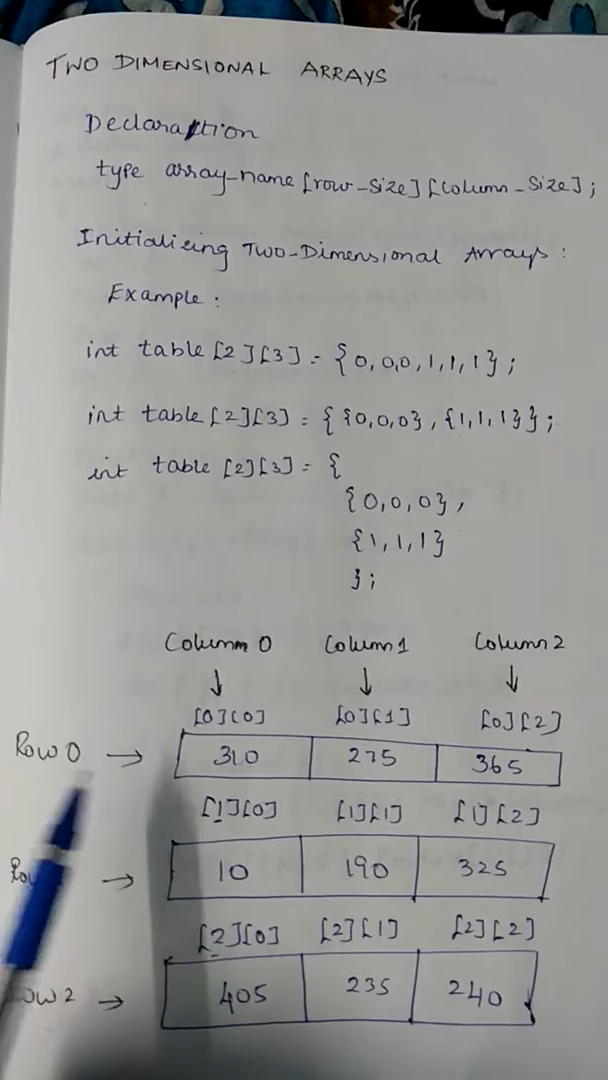 TWO DIMENSIONAL ARRAYS
Declaration
type array-name [row-size] [column-size];
Initializing Two-Dimensional Arrays :
Example :
int table [2][3] = {0,0,0,1,1,1};
int table [2][3] = { {0,0,0}, {1,1,1}};
int table [2][3] = {
{0,0,0},
{1,1,1}
};
Column 0 Column 1 Column 2
[0][0] [0][1] [0][2]
Row 0 → 310 275 365
[1][0] [1][1] [1][2]
→ 10 190 325
[2][0] [2][1] [2][2]
Row 2 → 405 235 240